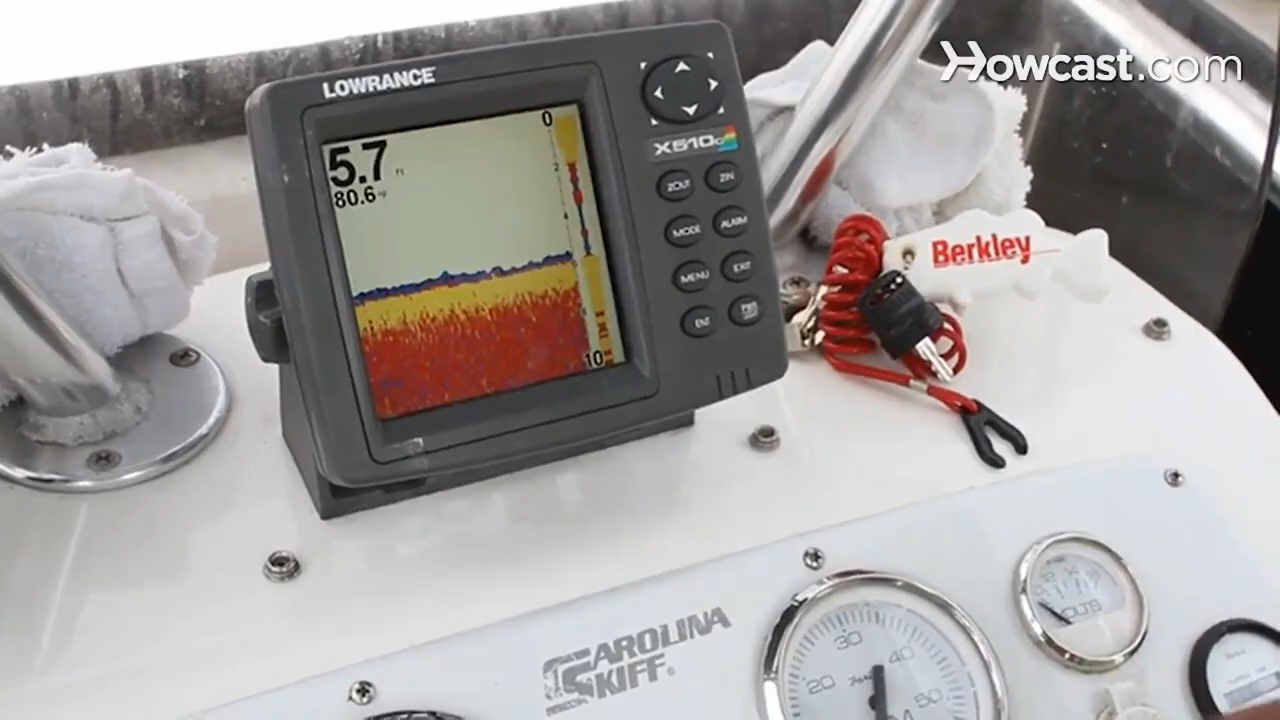 Howcast.com
LOWRANCE
5.7 ft
80.6 °F
0
2
4
10
X510C
ZOUT ZIN
MODE ALARM
MENU EXIT
ENT PWR
Berkley
CAROLINA
SKIFF®
20 30 40 50
VOLTS